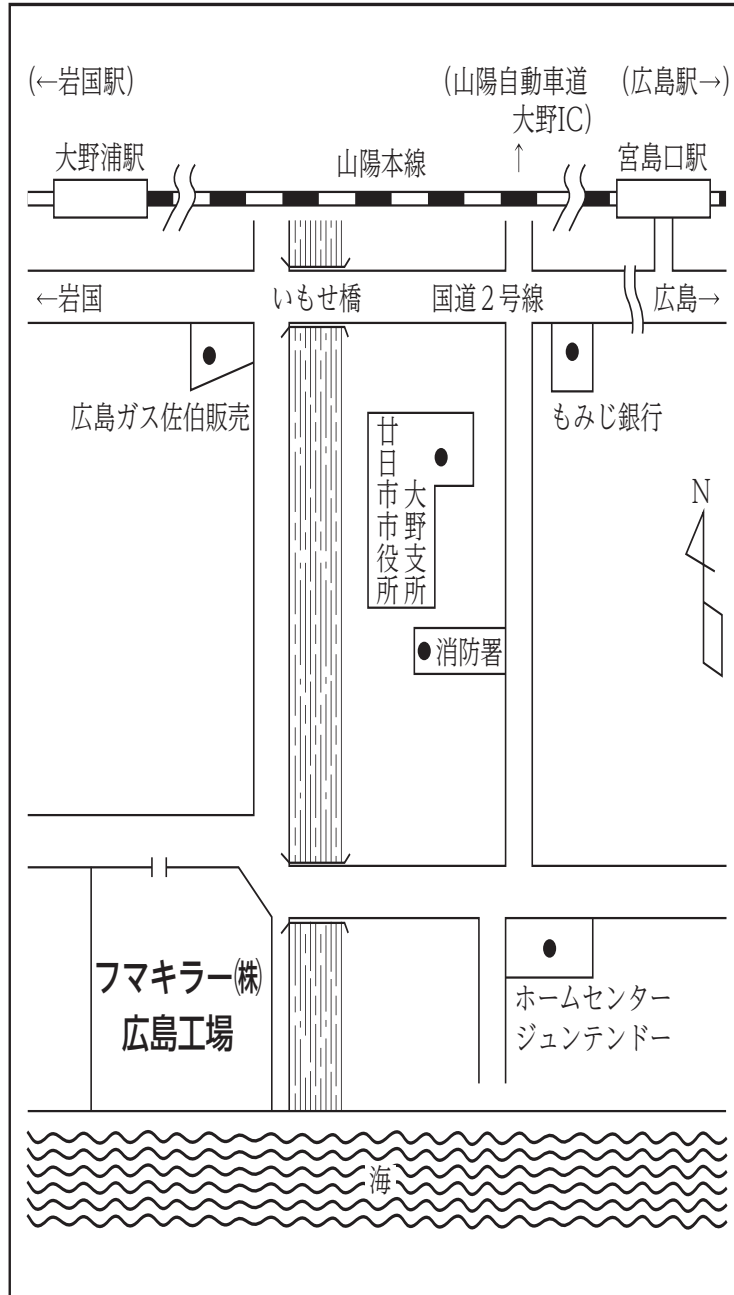 (←岩国駅)
(山陽自動車道
大野IC)
↑
(広島駅→)
大野浦駅
山陽本線
宮島口駅
←岩国
いもせ橋
国道２号線
広島→
広島ガス佐伯販売
もみじ銀行
廿日市市役所
大野支所
N
消防署
フマキラー㈱
広島工場
ホームセンター
ジュンテンドー
海